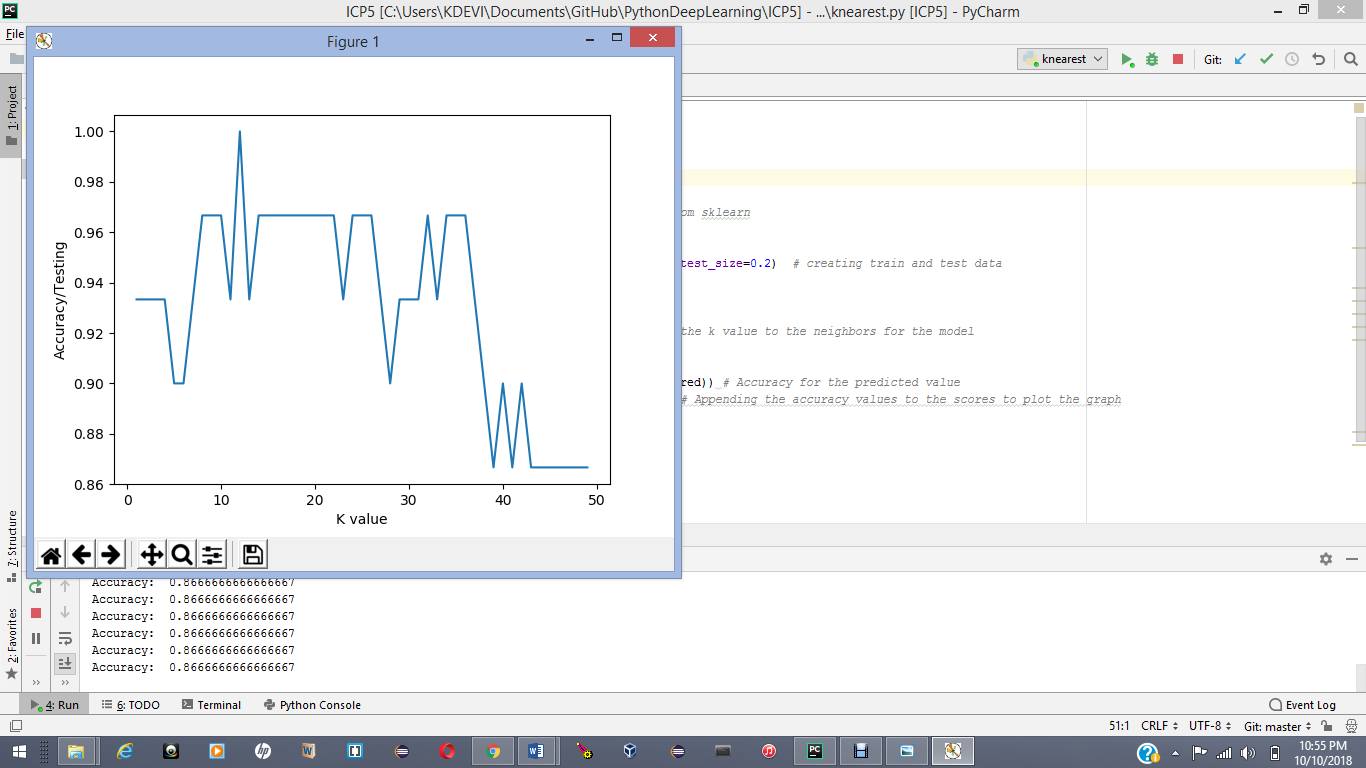 PC
ICP5 [C:\Users\KDEVI\Documents\GitHub\PythonDeepLearning\ICP5] - ...\knearest.py [ICP5] - PyCharm
File
Figure 1
knearest
Git:
1: Project
7: Structure
2: Favorites
1.00
0.98
0.96
0.94
0.92
0.90
0.88
0.86
Accuracy/Testing
0 10 20 30 40 50
K value
om sklearn
test_size=0.2) # creating train and test data
the k value to the neighbors for the model
red)) # Accuracy for the predicted value
# Appending the accuracy values to the scores to plot the graph
Accuracy: 0.8666666666666667
Accuracy: 0.8666666666666667
Accuracy: 0.8666666666666667
Accuracy: 0.8666666666666667
Accuracy: 0.8666666666666667
Accuracy: 0.8666666666666667
4: Run 6: TODO Terminal Python Console Event Log
51:1 CRLF UTF-8 Git: master
10:55 PM
10/10/2018